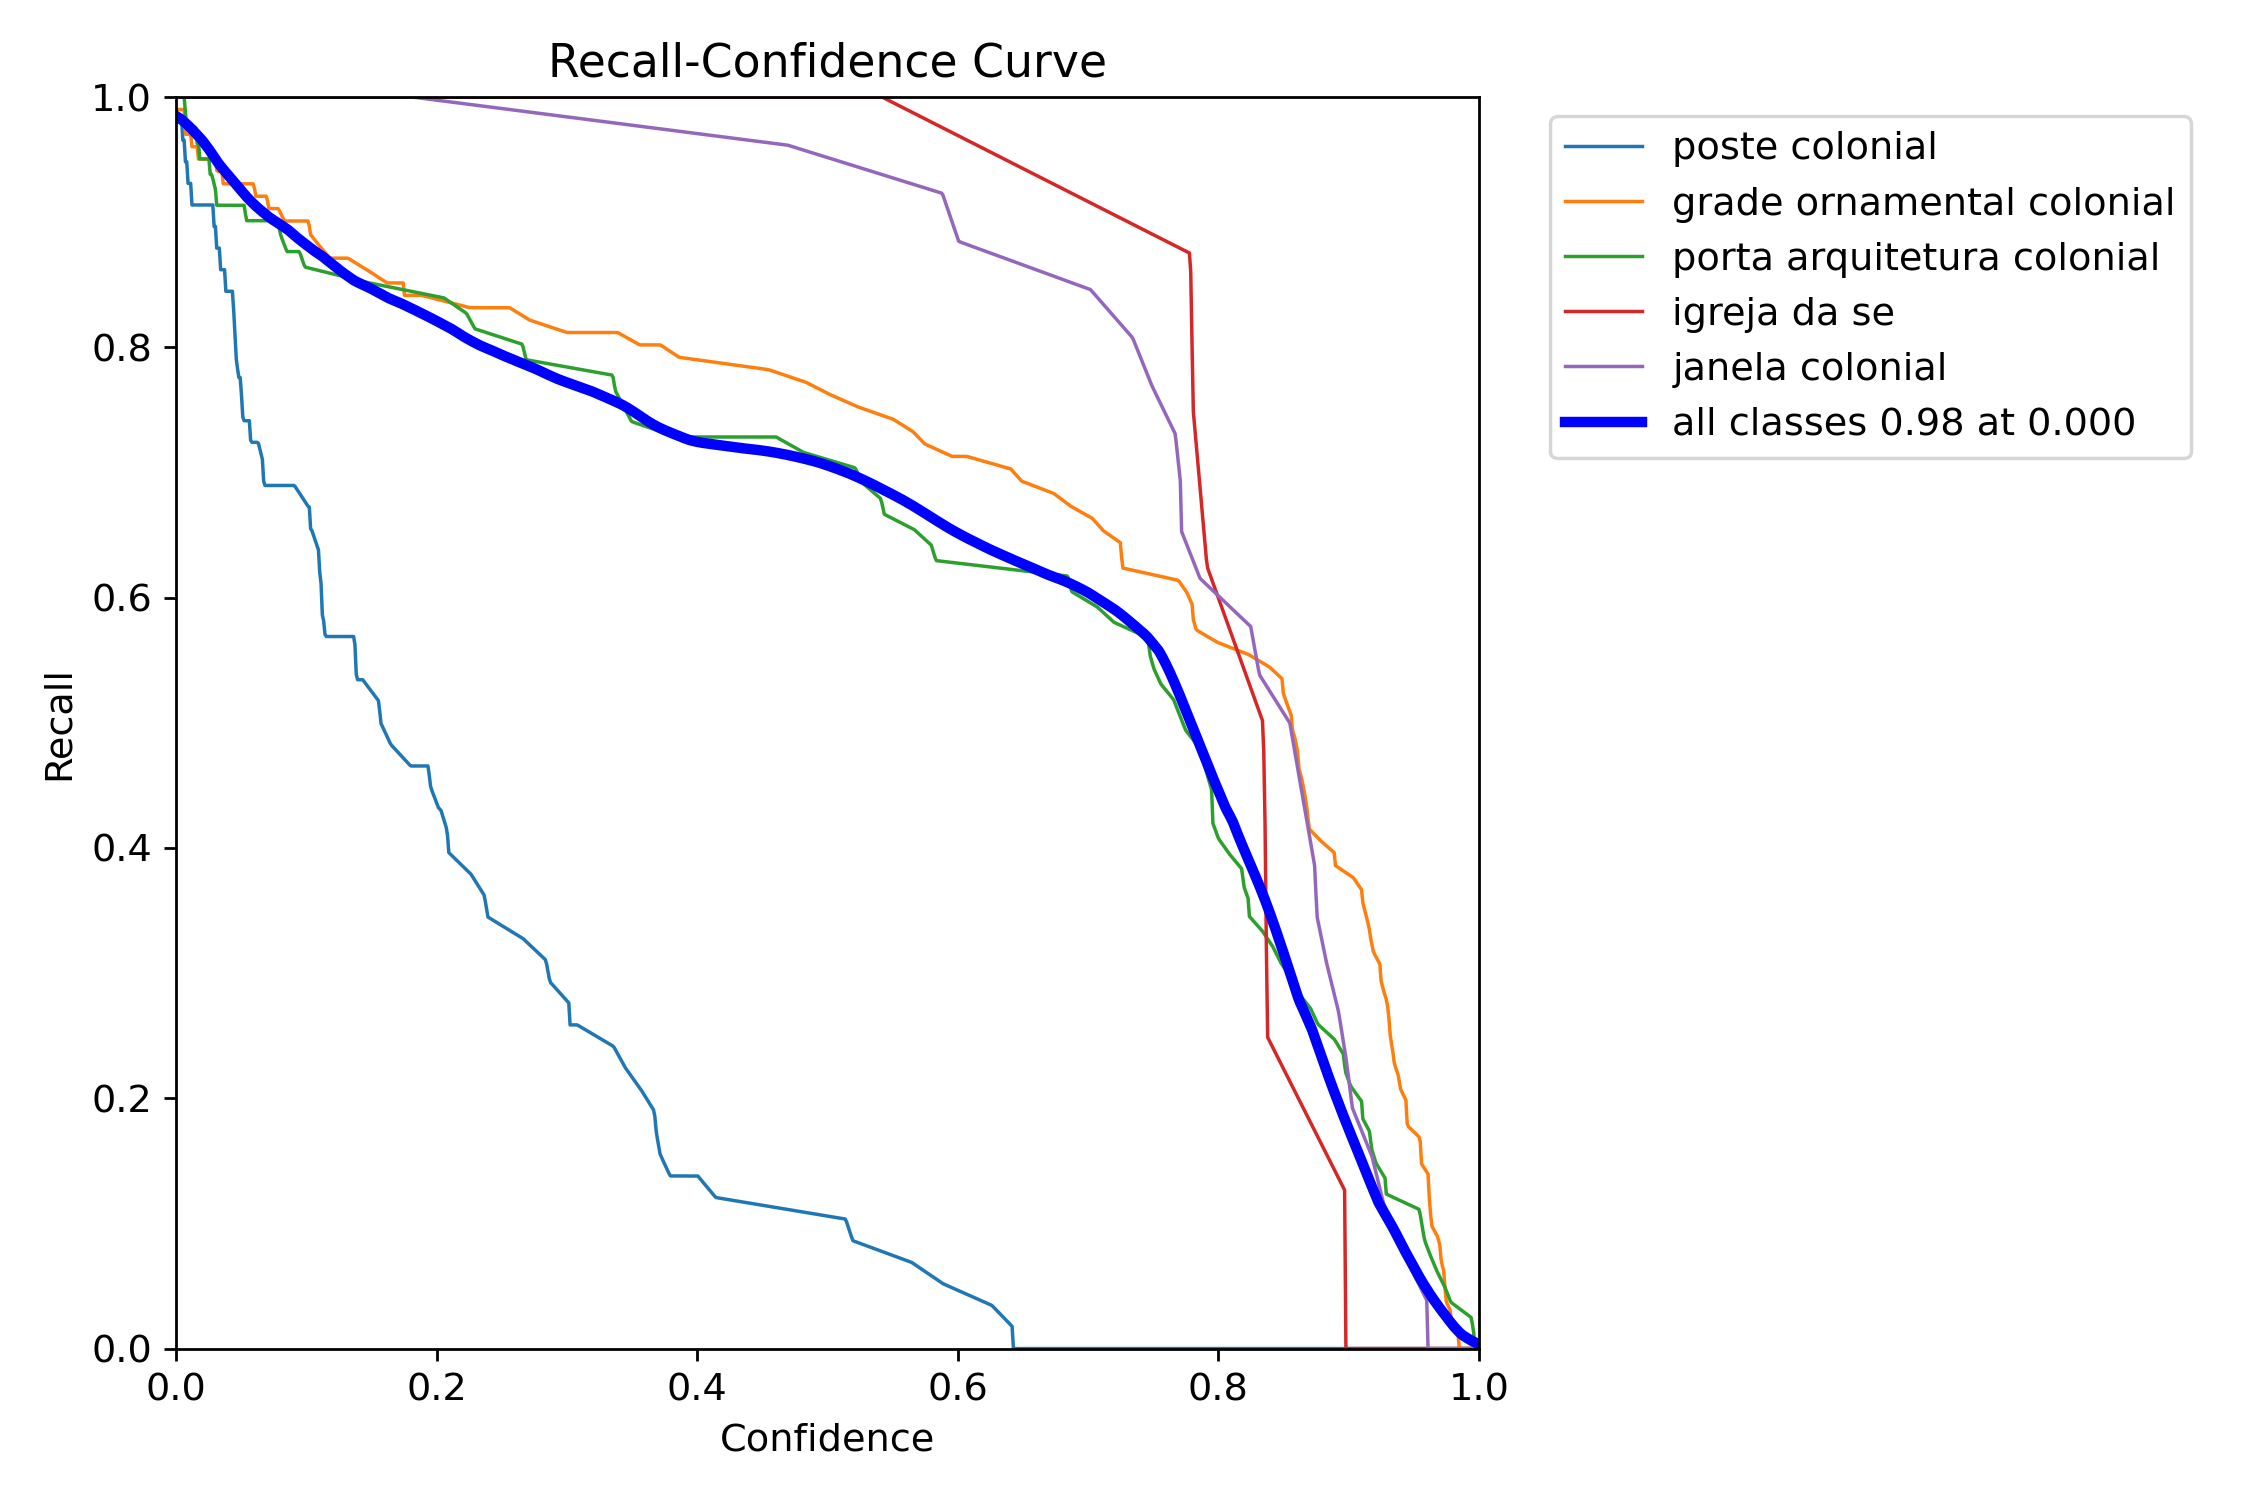 Recall-Confidence Curve
1.0
0.8
0.6
0.4
0.2
0.0
Recall
0.0 0.2 0.4 0.6 0.8 1.0
Confidence
poste colonial
grade ornamental colonial
porta arquitetura colonial
igreja da se
janela colonial
all classes 0.98 at 0.000